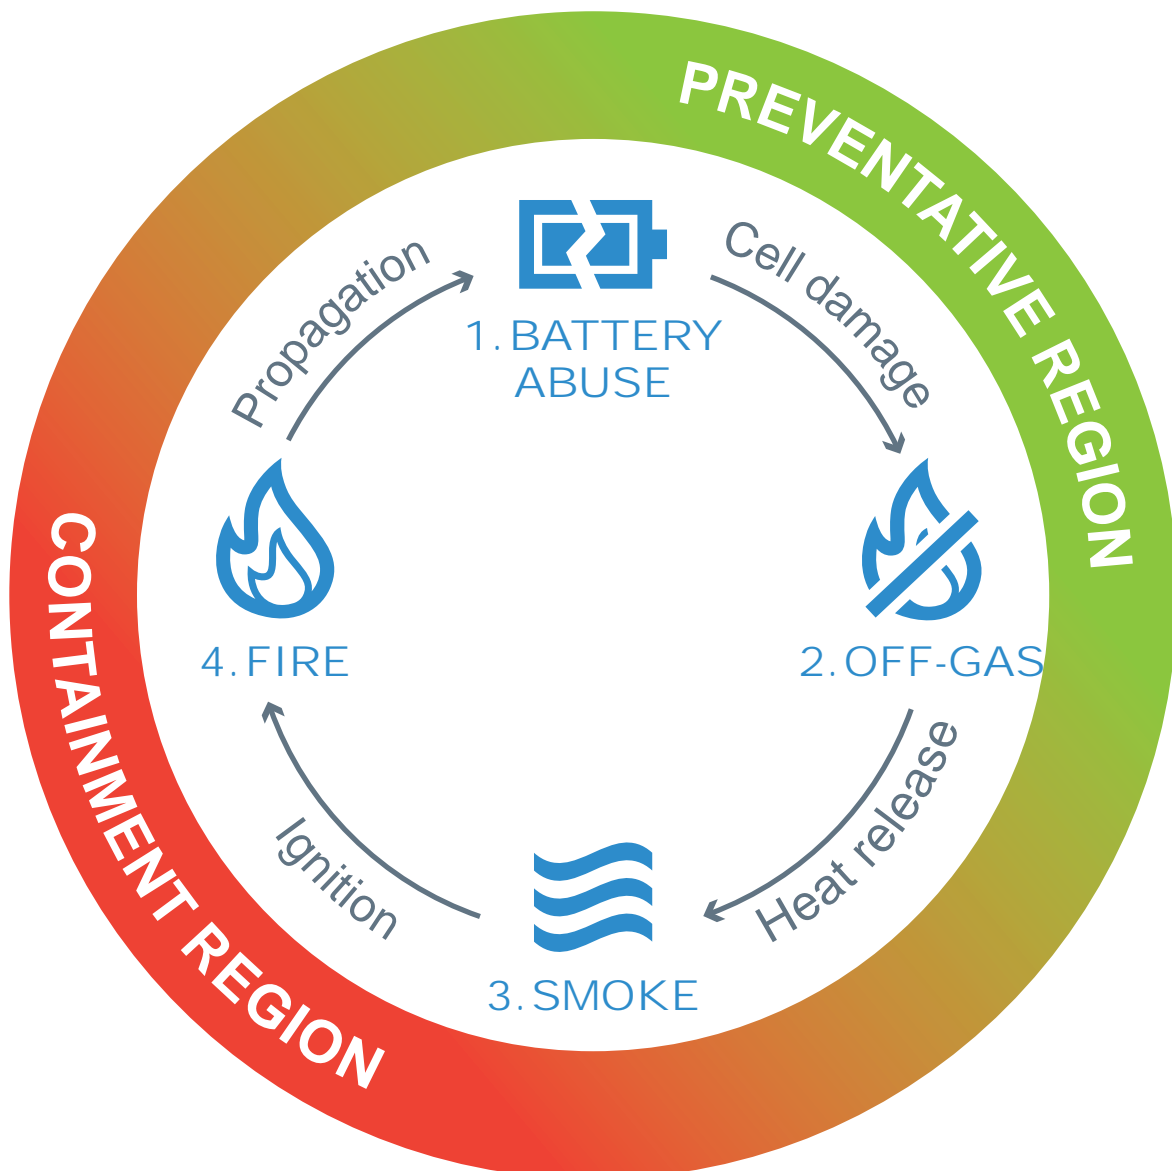 PREVENTATIVE REGION
Propagation
Cell damage
1. BATTERY
ABUSE
CONTAINMENT REGION
4. FIRE
2. OFF-GAS
Ignition
Heat release
3. SMOKE